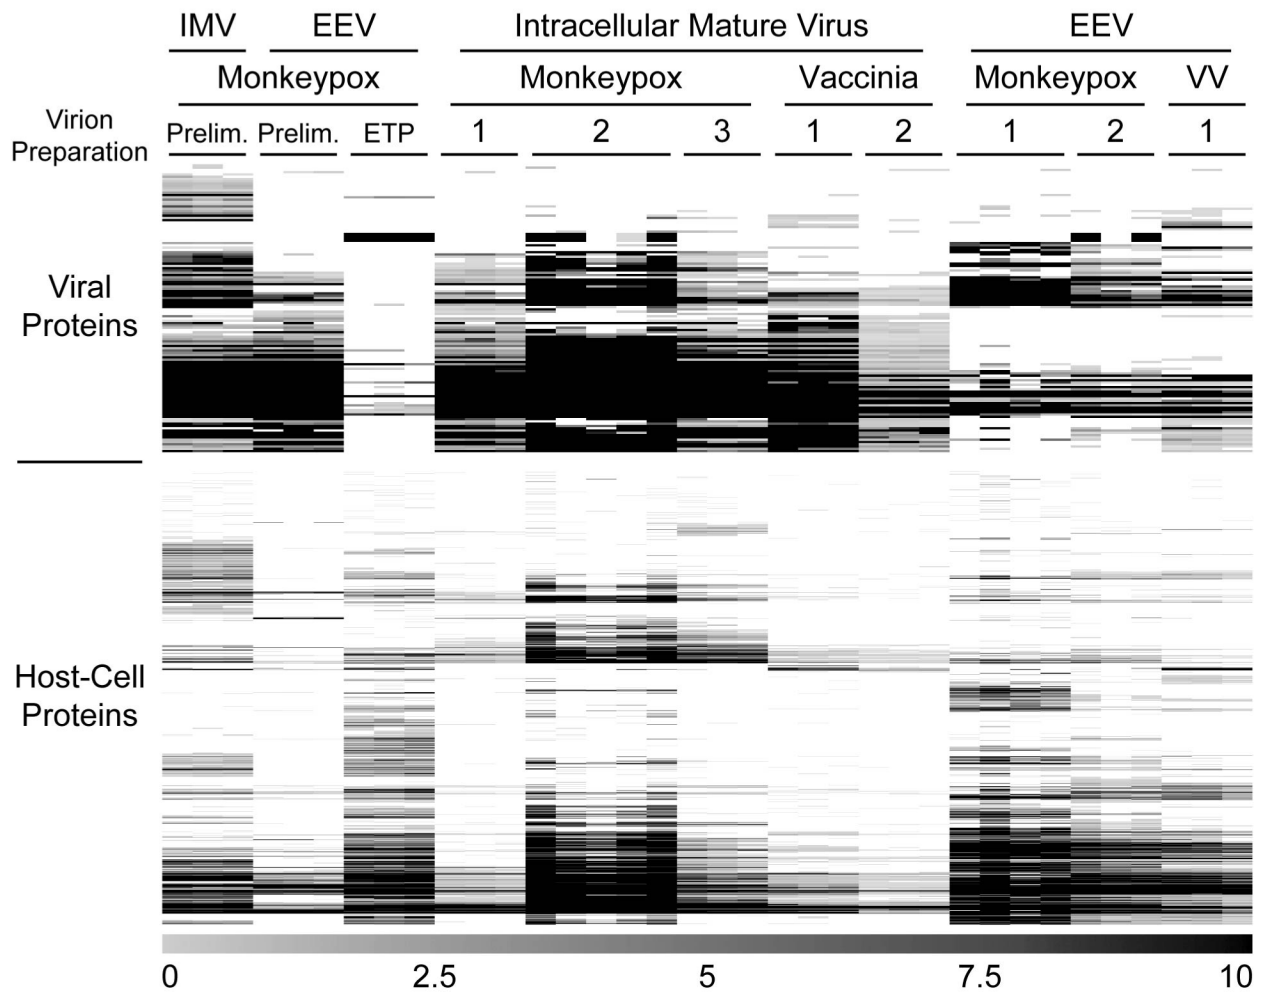 IMV EEV Intracellular Mature Virus EEV
Monkeypox Monkeypox Vaccinia Monkeypox VV
Virion
Preparation
Prelim. Prelim. ETP 1 2 3 1 2 1 2 1
Viral
Proteins
Host-Cell
Proteins
0 2.5 5 7.5 10